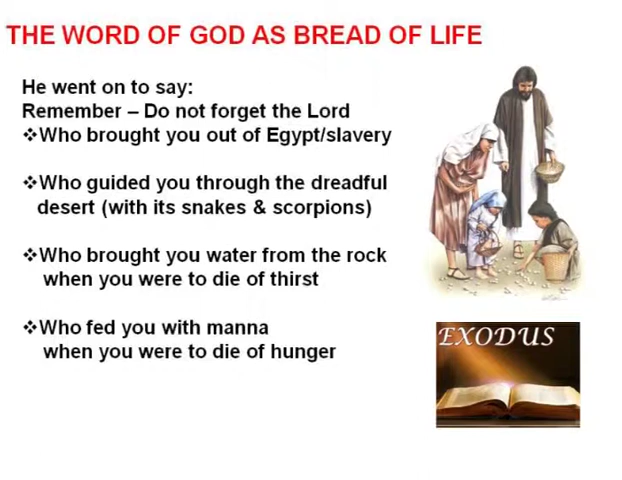 THE WORD OF GOD AS BREAD OF LIFE
He went on to say:
Remember – Do not forget the Lord
❖Who brought you out of Egypt/slavery
❖Who guided you through the dreadful
desert (with its snakes & scorpions)
❖Who brought you water from the rock
when you were to die of thirst
❖Who fed you with manna
when you were to die of hunger
EXODUS